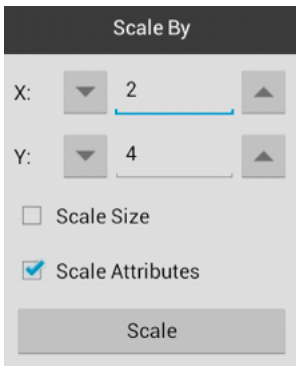 Scale By
X: 2
Y: 4
Scale Size
Scale Attributes
Scale